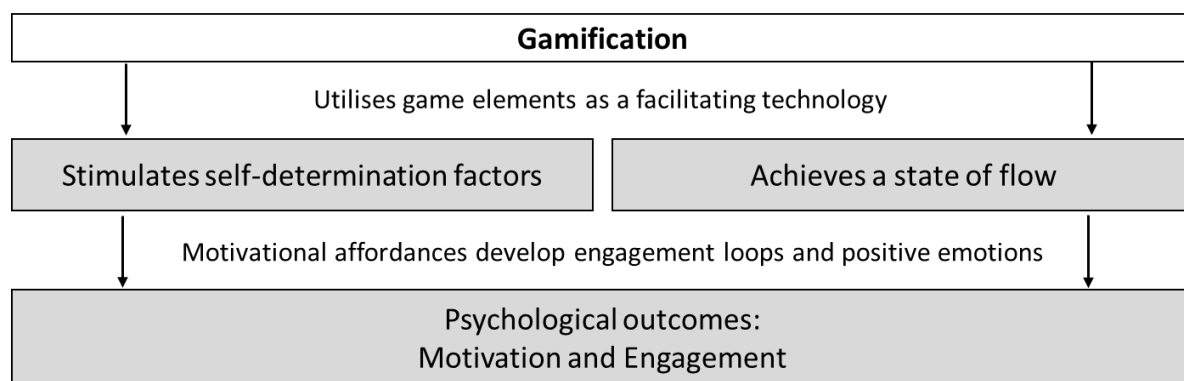 Gamification
Utilises game elements as a facilitating technology
Stimulates self-determination factors
Achieves a state of flow
Motivational affordances develop engagement loops and positive emotions
Psychological outcomes:
Motivation and Engagement